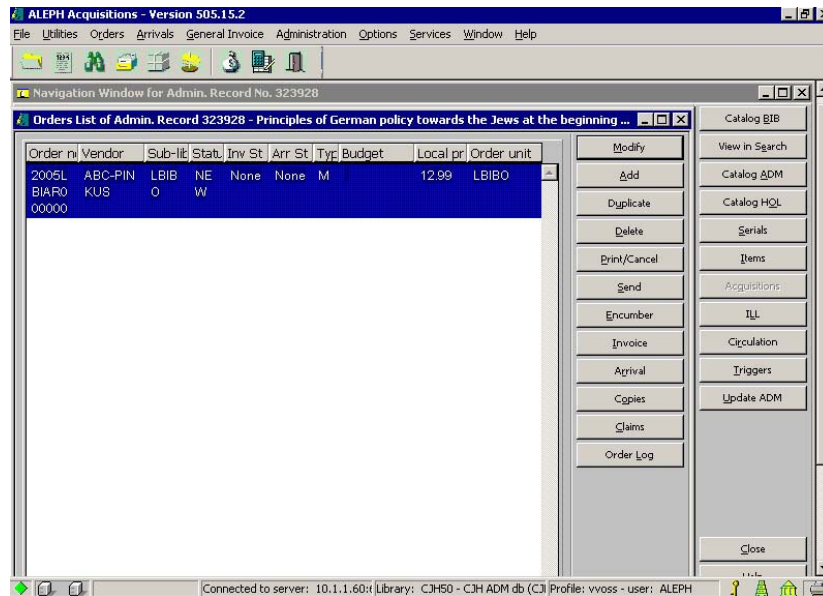 ALEPH Acquisitions - Version 505.15.2
File Utilities Orders Arrivals General Invoice Administration Options Services Window Help
Navigation Window for Admin. Record No. 323928
Orders List of Admin. Record 323928 - Principles of German policy towards the Jews at the beginning ...
Order n Vendor Sub-lit Statu Inv St Arr St Typ Budget Local pr Order unit
2005L ABC-PIN LBIB NE None None M 12.99 LBIBO
BIAR0 KUS O W
00000
Modify
Add
Duplicate
Delete
Print/Cancel
Send
Encumber
Invoice
Arrival
Copies
Claims
Order Log
Catalog BIB
View in Search
Catalog ADM
Catalog HOL
Serials
Items
Acquisitions
ILL
Circulation
Triggers
Update ADM
Close
Connected to server: 10.1.1.60: Library: CJH50 - CJH ADM db (CJ Profile: vvoss - user: ALEPH